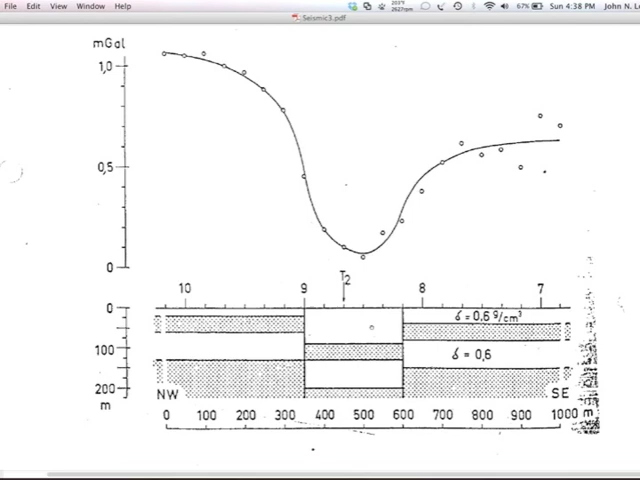 File Edit View Window Help
67% Sun 4:38 PM John N. L
Seismic3.pdf
mGal
1,0
0,5
0
T2
10 9 8 7
0
100
200
m
δ = 0,6 g/cm³
δ = 0,6
NW
SE
0 100 200 300 400 500 600 700 800 900 1000 m